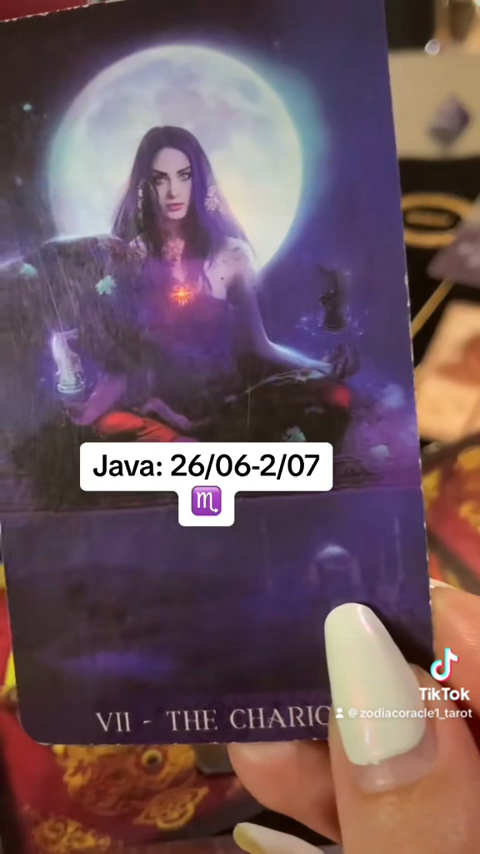 Java: 26/06-2/07
♏
VII - THE CHARIO
TikTok
@zodiacoracle1_tarot